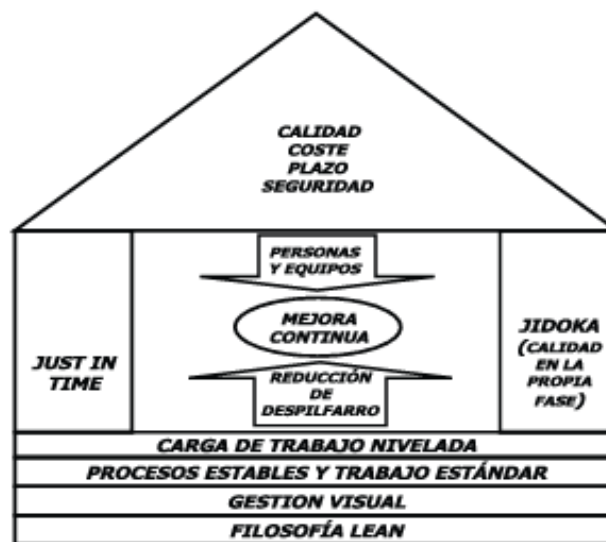 CALIDAD
COSTE
PLAZO
SEGURIDAD
PERSONAS
Y EQUIPOS
MEJORA
CONTINUA
REDUCCIÓN
DE
DESPILFARRO
JUST IN
TIME
JIDOKA
(CALIDAD
EN LA
PROPIA
FASE)
CARGA DE TRABAJO NIVELADA
PROCESOS ESTABLES Y TRABAJO ESTÁNDAR
GESTION VISUAL
FILOSOFÍA LEAN